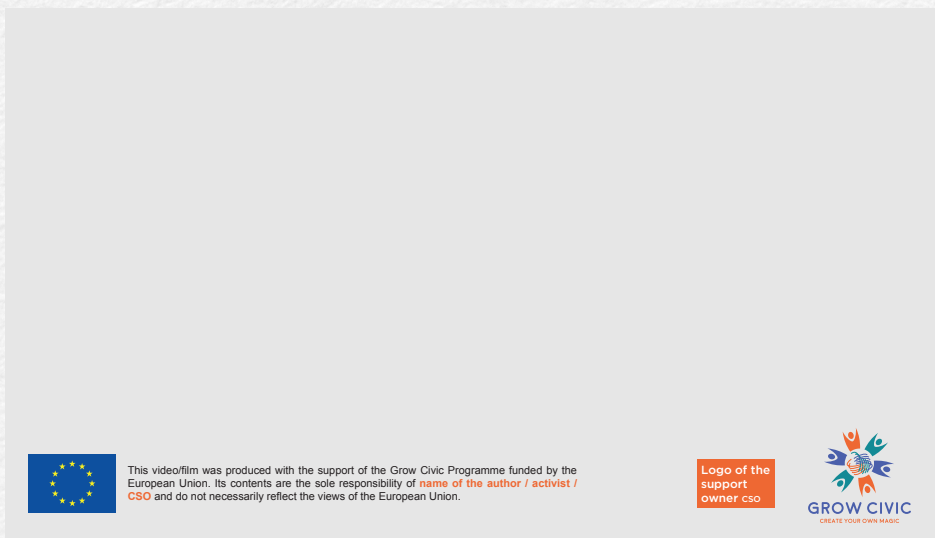 This video/film was produced with the support of the Grow Civic Programme funded by the
European Union. Its contents are the sole responsibility of name of the author / activist /
CSO and do not necessarily reflect the views of the European Union.
Logo of the
support
owner cso
GROW CIVIC
CREATE YOUR OWN MAGIC